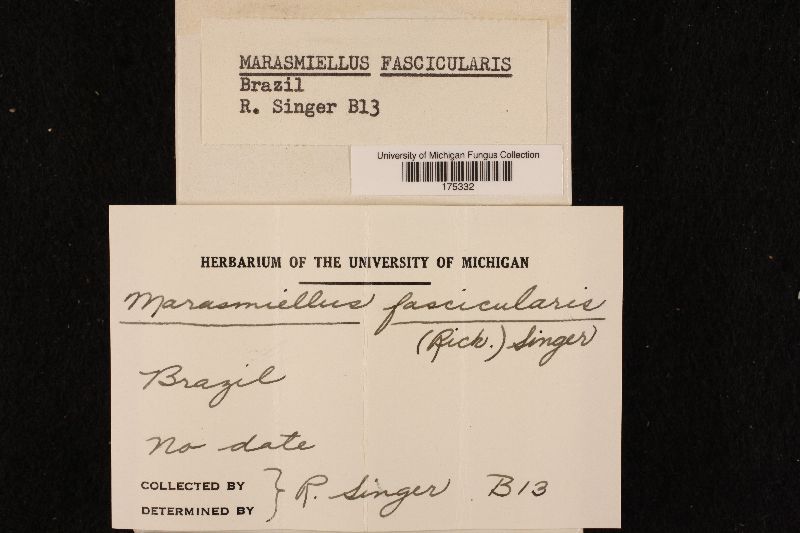 MARASMIELLUS FASCICULARIS
Brazil
R. Singer B13
University of Michigan Fungus Collection
175332
HERBARIUM OF THE UNIVERSITY OF MICHIGAN
Marasmiellus fascicularis
(Rick.) Singer
Brazil
No date
COLLECTED BY
DETERMINED BY } R. Singer B13